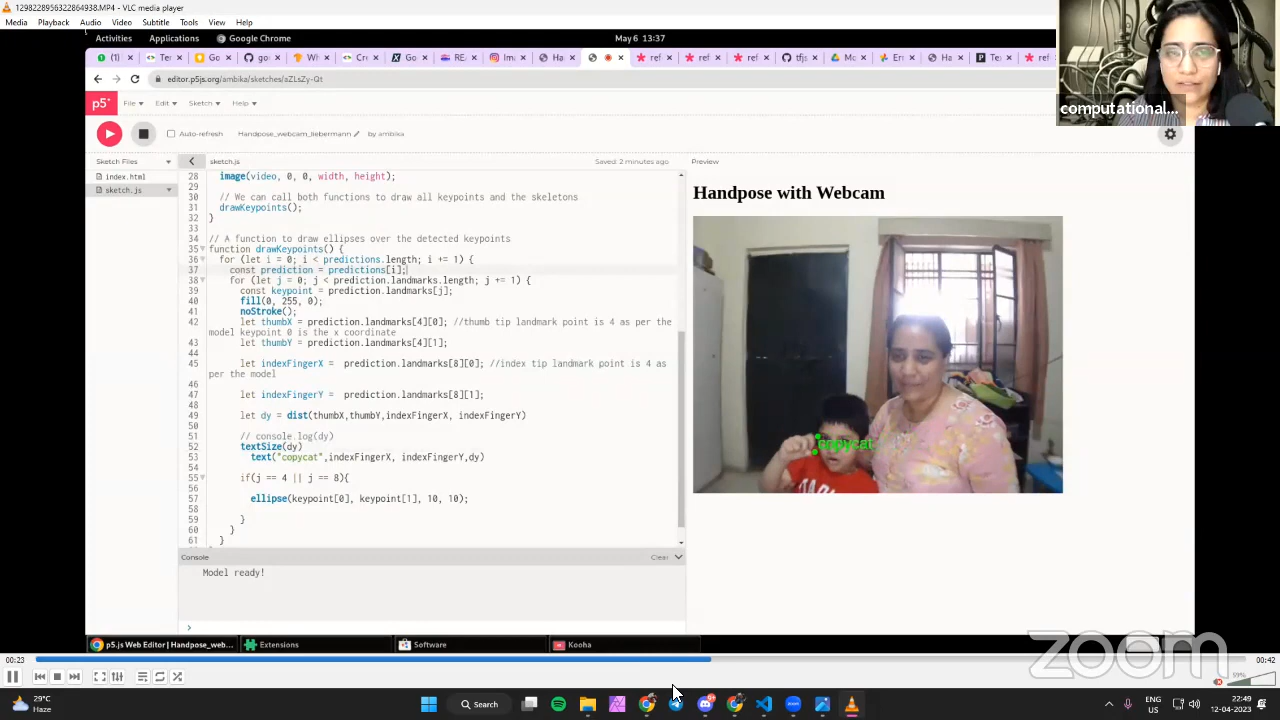 1298228956322864938.MP4 - VLC media player
Media Playback Audio Video Subtitle Tools View Help
Activities Applications Google Chrome May 6 13:37
editor.p5js.org/ambika/sketches/aZLsZy-Qt
computational...
p5* File Edit Sketch Help
Auto-refresh Handpose_webcam_liebermann by ambika
Sketch Files sketch.js Saved: 2 minutes ago Preview
index.html
sketch.js
28 image(video, 0, 0, width, height);
29
30 // We can call both functions to draw all keypoints and the skeletons
31 drawKeypoints();
32 }
33
34 // A function to draw ellipses over the detected keypoints
35 function drawKeypoints() {
36 for (let i = 0; i < predictions.length; i += 1) {
37 const prediction = predictions[i];
38 for (let j = 0; j < prediction.landmarks.length; j += 1) {
39 const keypoint = prediction.landmarks[j];
40 fill(0, 255, 0);
41 noStroke();
42 let thumbX = prediction.landmarks[4][0]; //thumb tip landmark point is 4 as per the
model keypoint 0 is the x coordinate
43 let thumbY = prediction.landmarks[4][1];
44
45 let indexFingerX = prediction.landmarks[8][0]; //index tip landmark point is 4 as
per the model
46
47 let indexFingerY = prediction.landmarks[8][1];
48
49 let dy = dist(thumbX,thumbY,indexFingerX, indexFingerY)
50
51 // console.log(dy)
52 textSize(dy)
53 text("copycat",indexFingerX, indexFingerY,dy)
54
55 if(j == 4 || j == 8){
56
57 ellipse(keypoint[0], keypoint[1], 10, 10);
58
59 }
60 }
61 }
Handpose with Webcam
copycat
Console Clear
Model ready!
p5.js Web Editor | Handpose_web... Extensions Software Kooha
zoom
00:23 00:42
59%
29°C
Haze
Search
ENG
US
22:49
12-04-2023